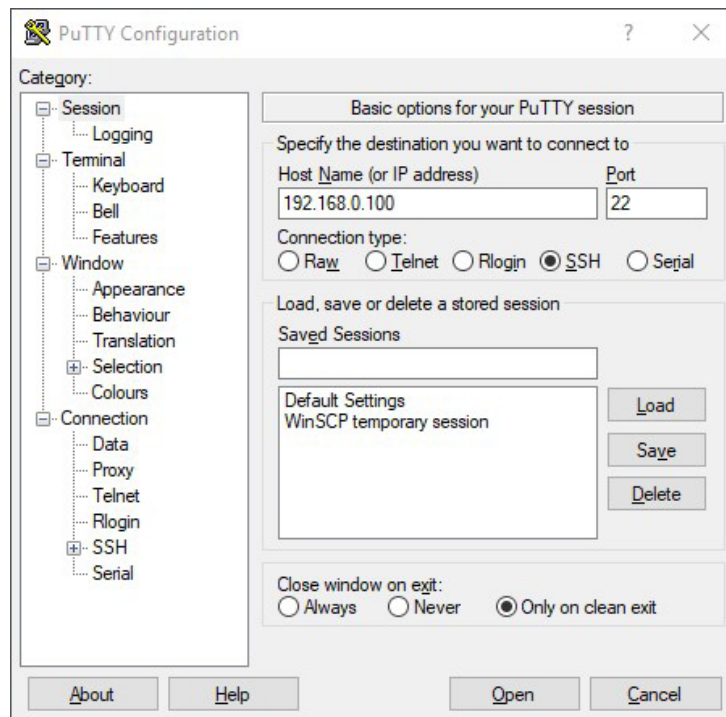 PuTTY Configuration ? ×
Category:
Session
Logging
Terminal
Keyboard
Bell
Features
Window
Appearance
Behaviour
Translation
Selection
Colours
Connection
Data
Proxy
Telnet
Rlogin
SSH
Serial
Basic options for your PuTTY session
Specify the destination you want to connect to
Host Name (or IP address) Port
192.168.0.100 22
Connection type:
Raw Telnet Rlogin SSH Serial
Load, save or delete a stored session
Saved Sessions
Default Settings
WinSCP temporary session
Load
Save
Delete
Close window on exit:
Always Never Only on clean exit
About Help Open Cancel